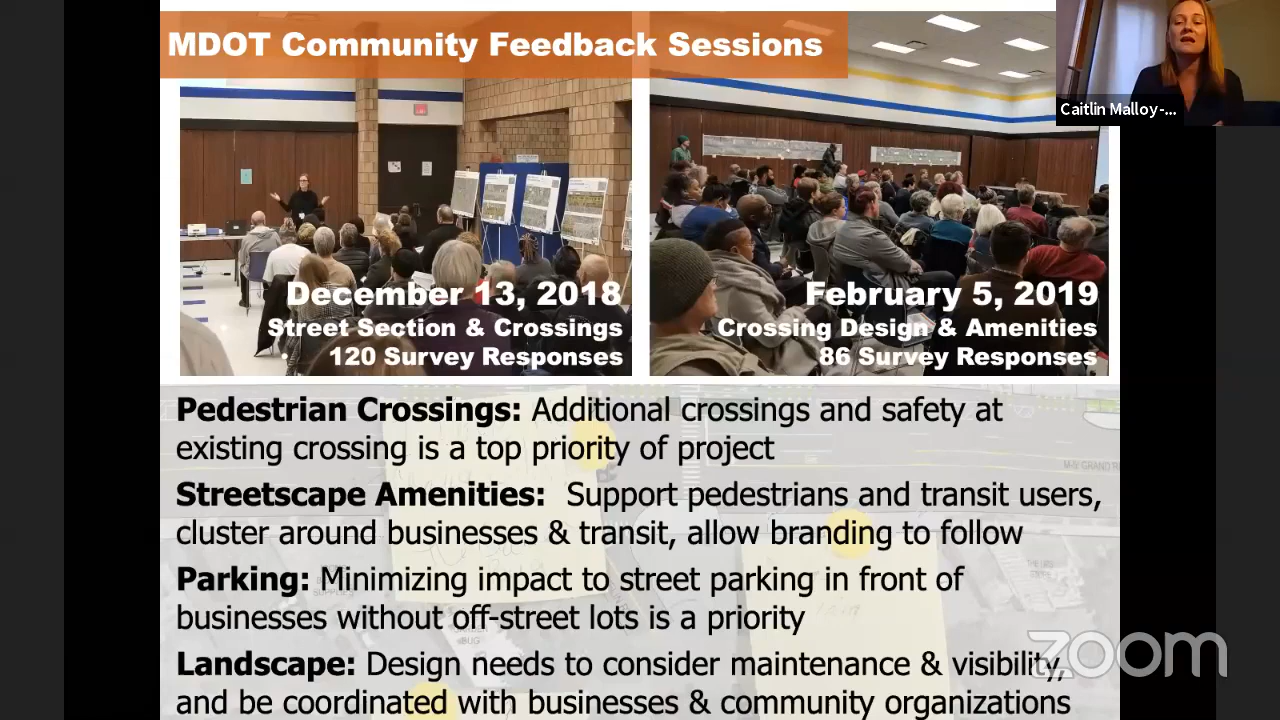 MDOT Community Feedback Sessions
Caitlin Malloy-...
December 13, 2018
Street Section & Crossings
120 Survey Responses
February 5, 2019
Crossing Design & Amenities
86 Survey Responses
Pedestrian Crossings: Additional crossings and safety at
existing crossing is a top priority of project
Streetscape Amenities: Support pedestrians and transit users,
cluster around businesses & transit, allow branding to follow
Parking: Minimizing impact to street parking in front of
businesses without off-street lots is a priority
Landscape: Design needs to consider maintenance & visibility,
and be coordinated with businesses & community organizations
zoom